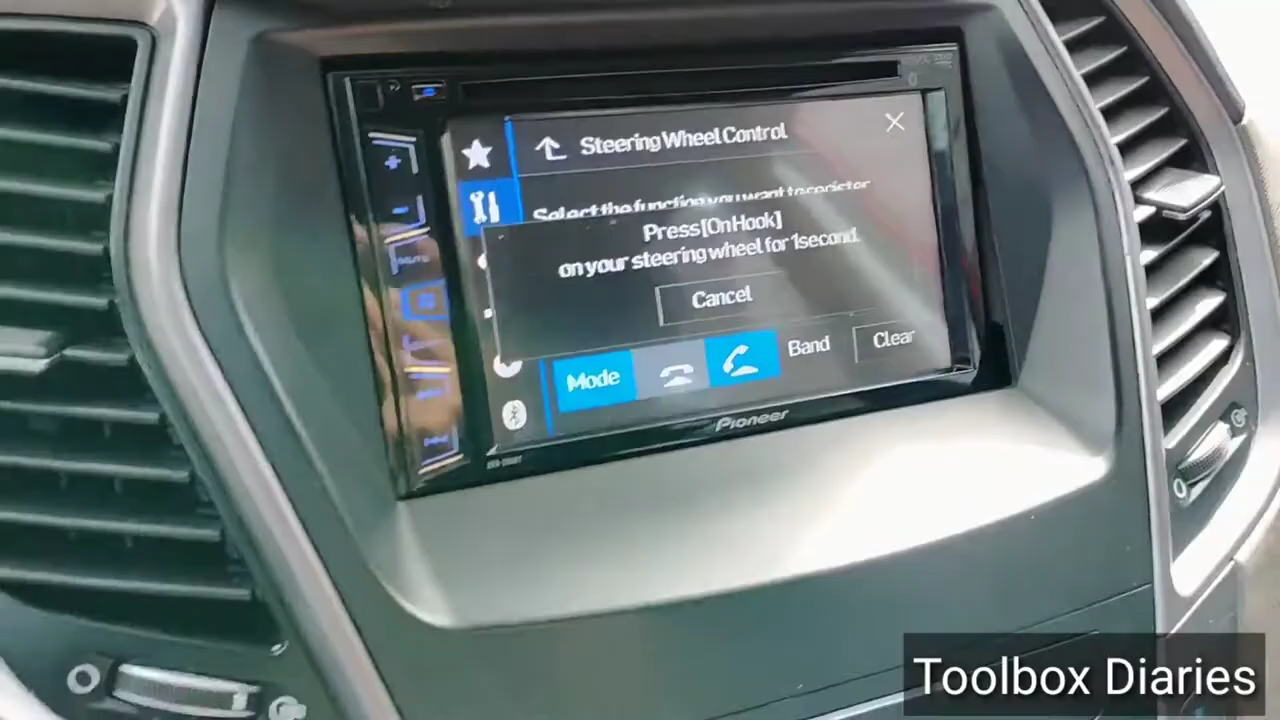 Steering Wheel Control
Select the function you want to register
Press [On Hook]
on your steering wheel for 1 second.
Cancel
Mode
Band
Clear
Pioneer
Toolbox Diaries